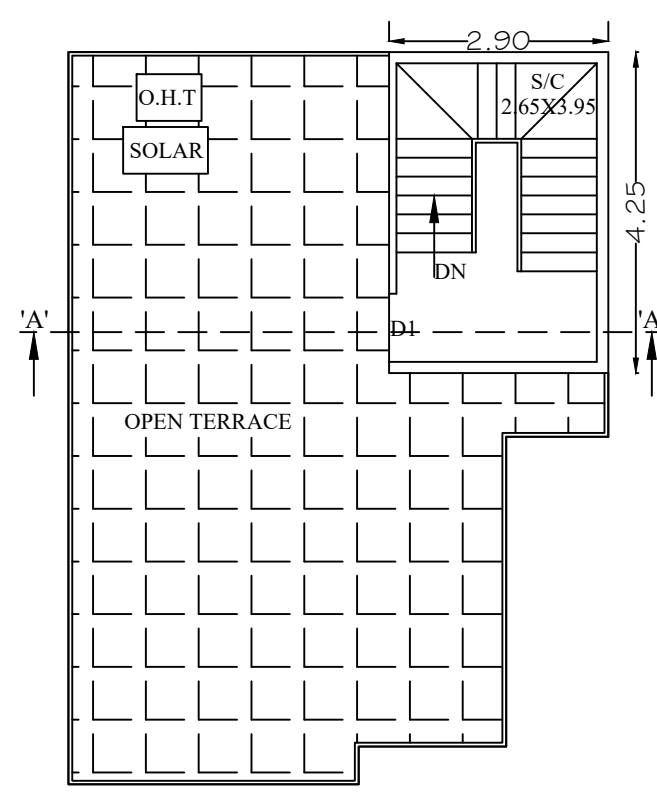 2.90
O.H.T
S/C
2.65X3.95
SOLAR
4.25
DN
'A'
D1
'A
OPEN TERRACE